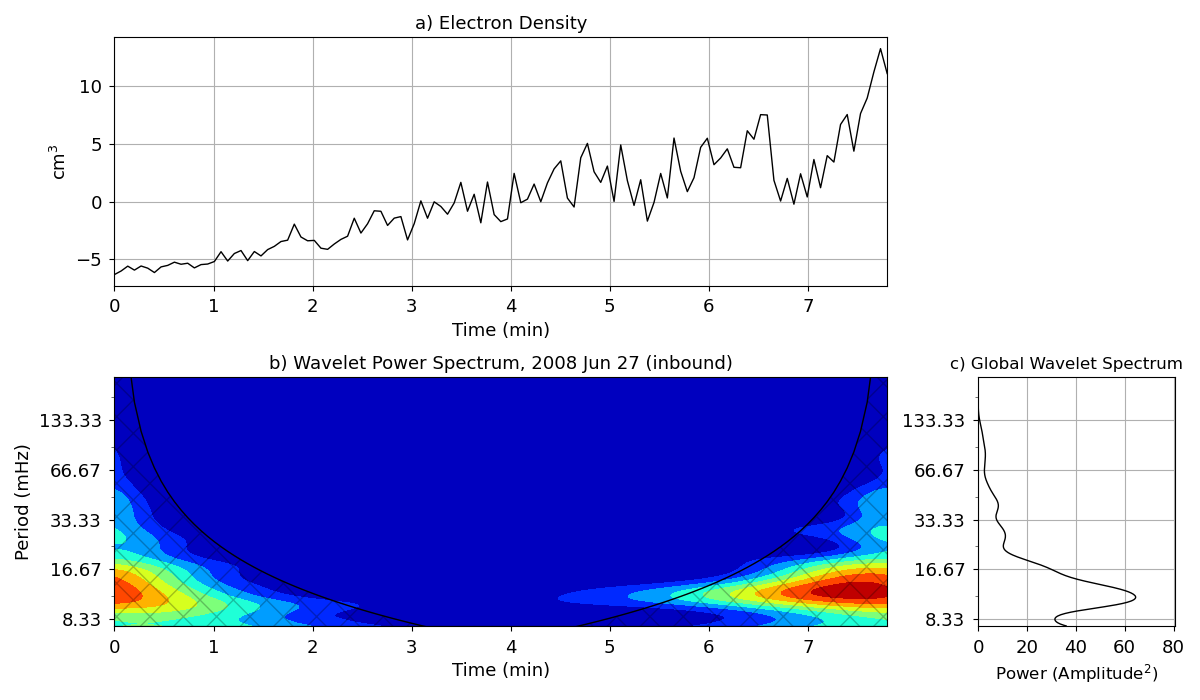 a) Electron Density
10
5
0
−5
cm³
0 1 2 3 4 5 6 7
Time (min)
b) Wavelet Power Spectrum, 2008 Jun 27 (inbound)
133.33
66.67
33.33
16.67
8.33
Period (mHz)
0 1 2 3 4 5 6 7
Time (min)
c) Global Wavelet Spectrum
133.33
66.67
33.33
16.67
8.33
0 20 40 60 80
Power (Amplitude²)